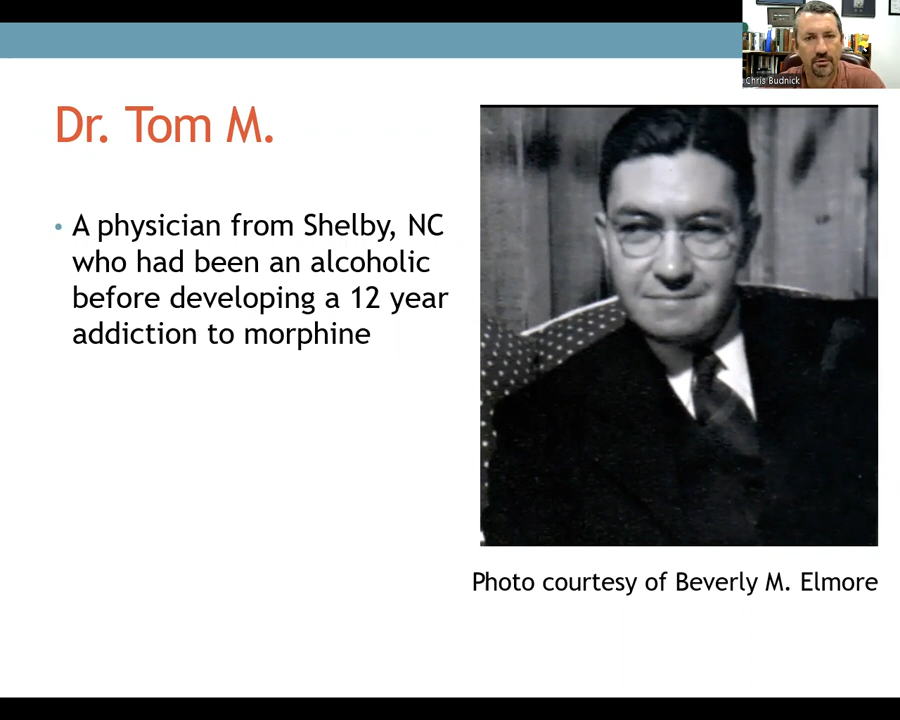 Chris Budnick
Dr. Tom M.
• A physician from Shelby, NC
who had been an alcoholic
before developing a 12 year
addiction to morphine
Photo courtesy of Beverly M. Elmore